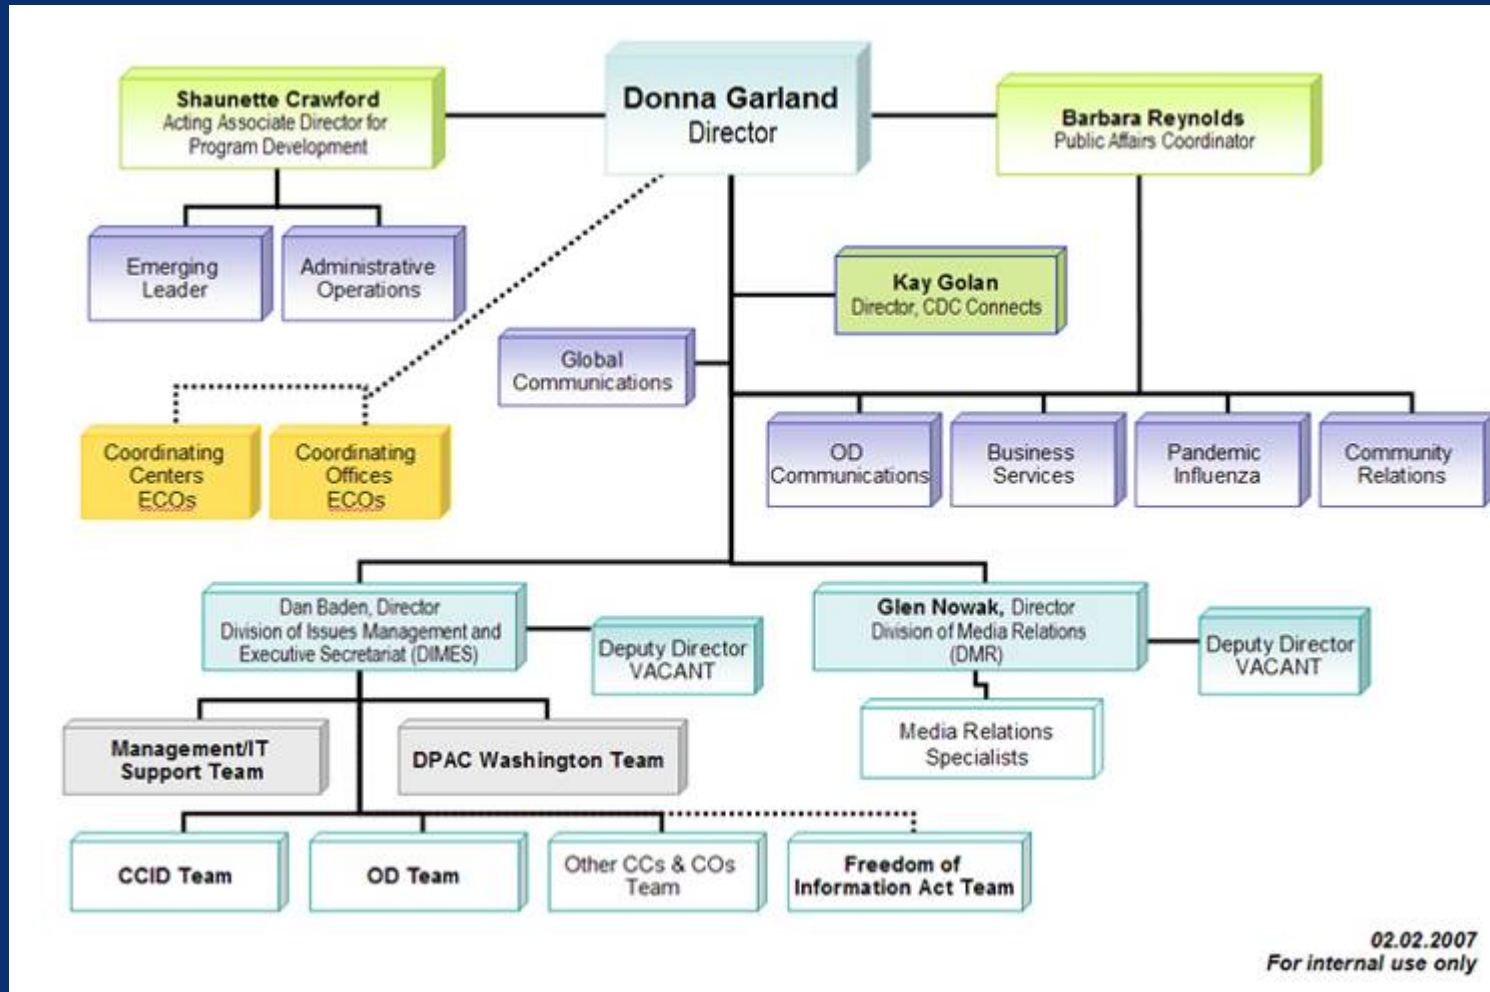 Donna Garland
Director
Shaunette Crawford
Acting Associate Director for
Program Development
Barbara Reynolds
Public Affairs Coordinator
Emerging
Leader
Administrative
Operations
Kay Golan
Director, CDC Connects
Global
Communications
Coordinating
Centers
ECOs
Coordinating
Offices
ECOs
OD
Communications
Business
Services
Pandemic
Influenza
Community
Relations
Dan Baden, Director
Division of Issues Management and
Executive Secretariat (DIMES)
Deputy Director
VACANT
Glen Nowak, Director
Division of Media Relations
(DMR)
Deputy Director
VACANT
Management/IT
Support Team
DPAC Washington Team
Media Relations
Specialists
CCID Team
OD Team
Other CCs & COs
Team
Freedom of
Information Act Team
02.02.2007
For internal use only